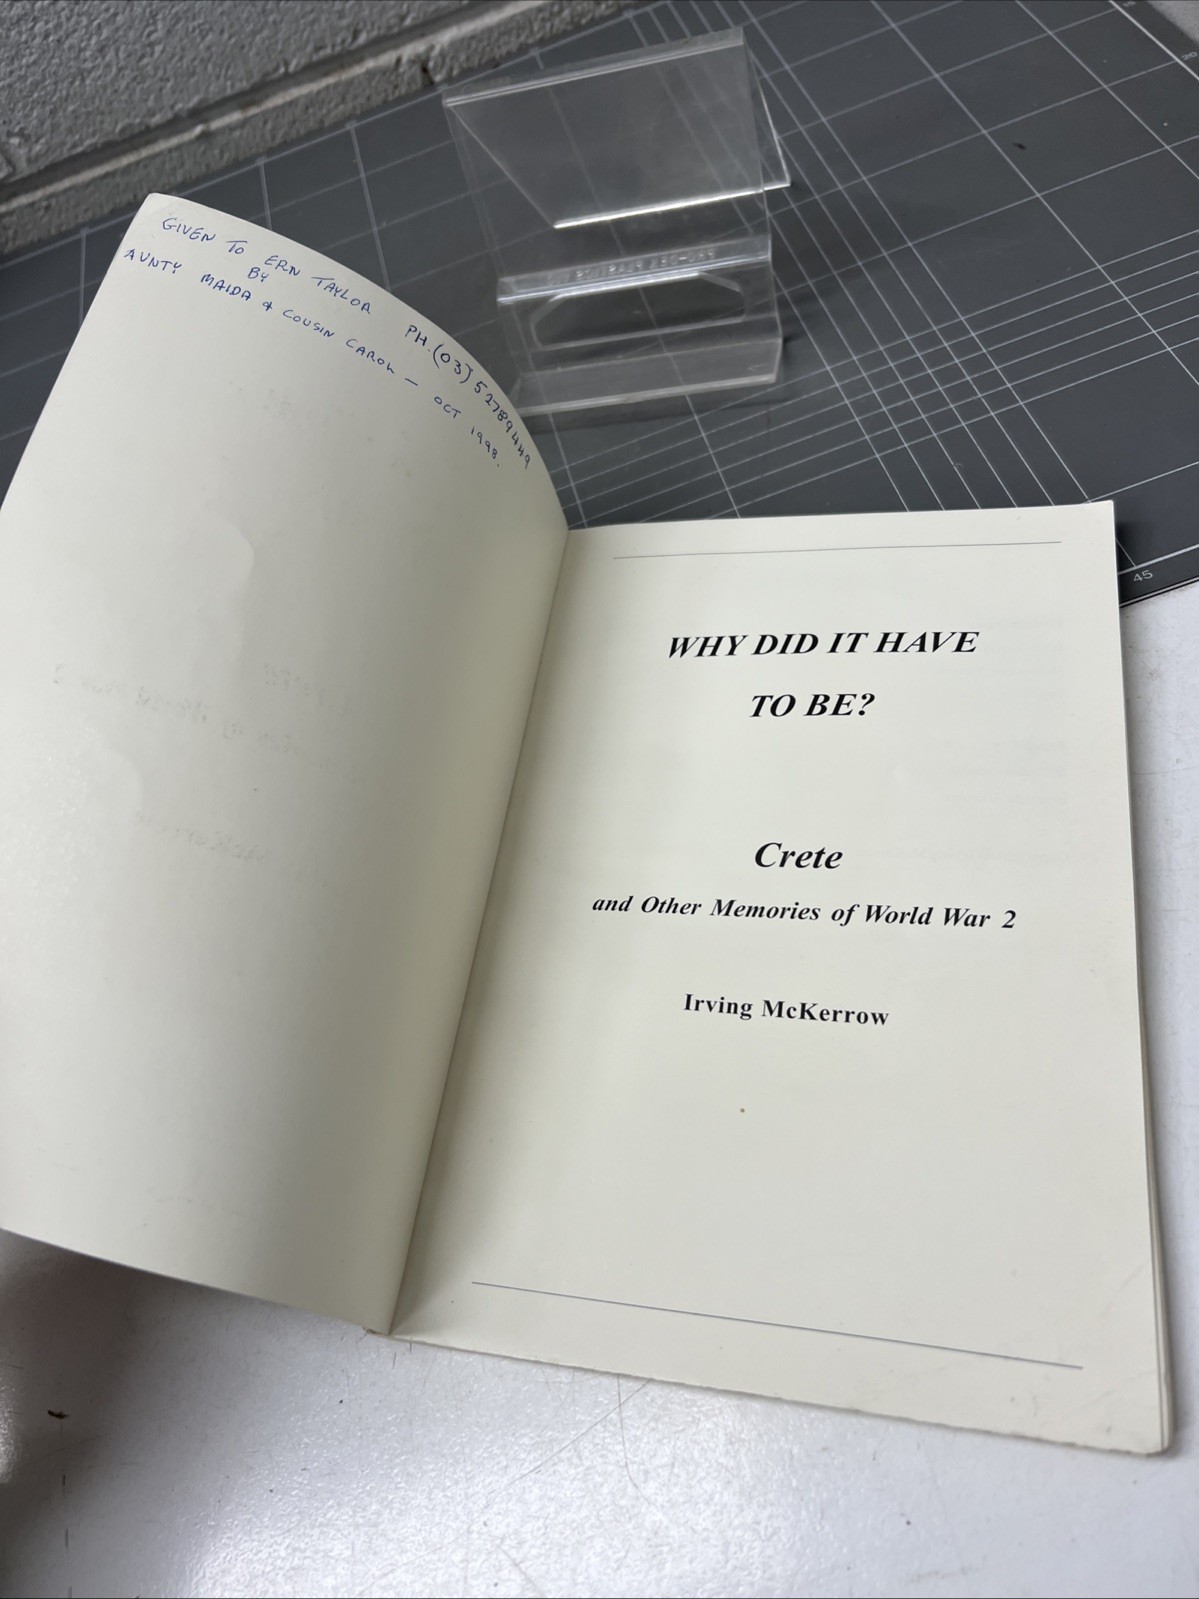 GIVEN TO ERN TAYLOR PH. (03) 52789449
BY
AUNTY MAIDA & COUSIN CAROL — OCT 1998.
WHY DID IT HAVE
TO BE?
Crete
and Other Memories of World War 2
Irving McKerrow
45